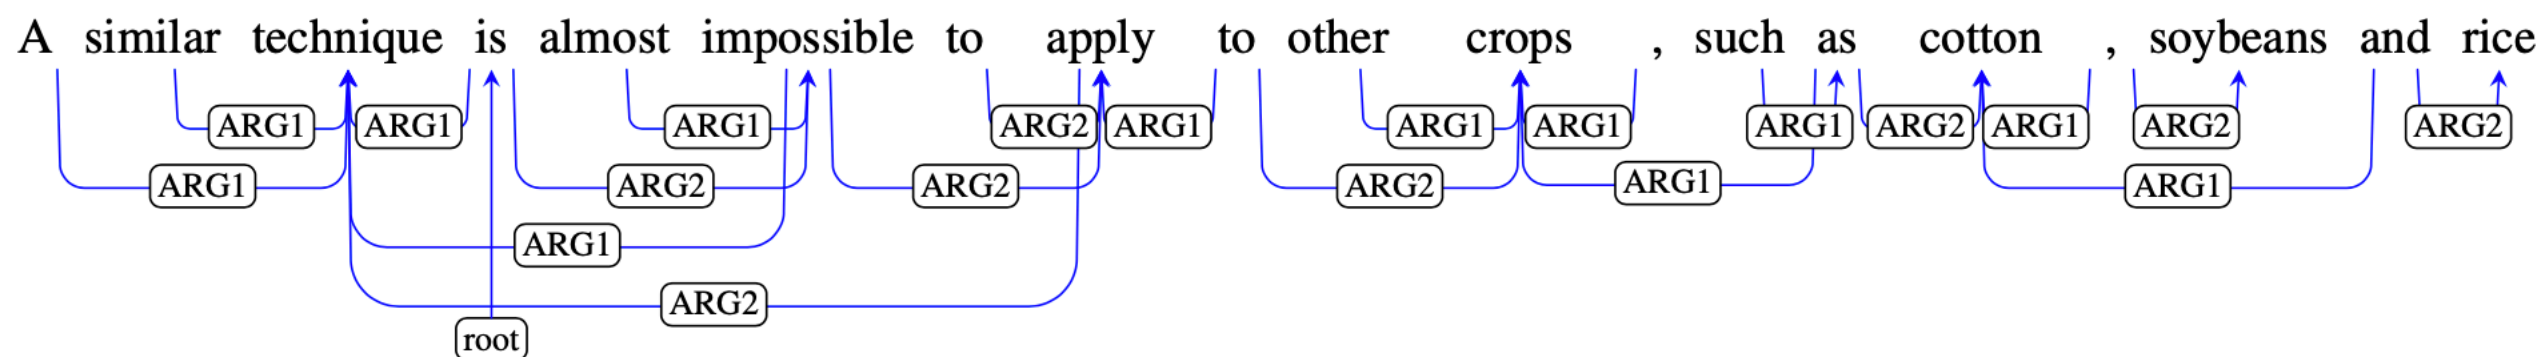 A similar technique is almost impossible to apply to other crops , such as cotton , soybeans and rice
ARG1 ARG1 ARG1 ARG2 ARG1 ARG1 ARG1 ARG1 ARG2 ARG1 ARG2 ARG2
ARG1 ARG2 ARG2 ARG2 ARG1 ARG1
ARG1
ARG2
root